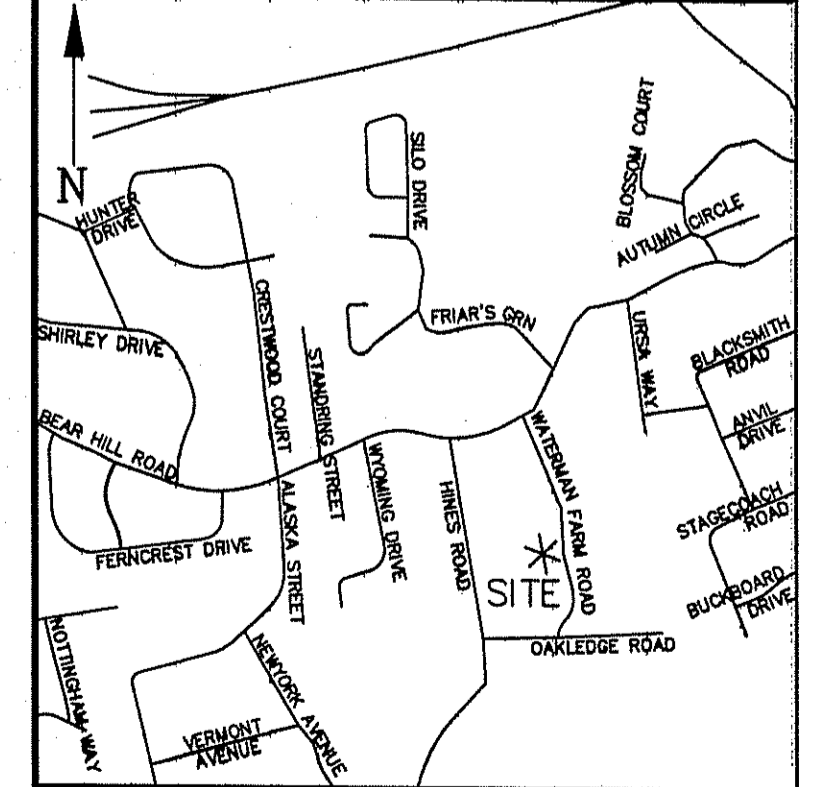 N
HUNTER
DRIVE
SILO DRIVE
BLOSSOM COURT
AUTUMN CIRCLE
SHIRLEY DRIVE
CRESTWOOD COURT
STANDRING STREET
FRIAR'S GRN
URSA WAY
BLACKSMITH
ROAD
ANVIL
DRIVE
BEAR HILL ROAD
FERNCREST DRIVE
ALASKA STREET
WYOMING DRIVE
HINES ROAD
WATERMAN FARM ROAD
STAGECOACH
ROAD
SITE
BUCKBOARD
DRIVE
OAKLEDGE ROAD
NOTTINGHAM WAY
NEWYORK AVENUE
VERMONT
AVENUE